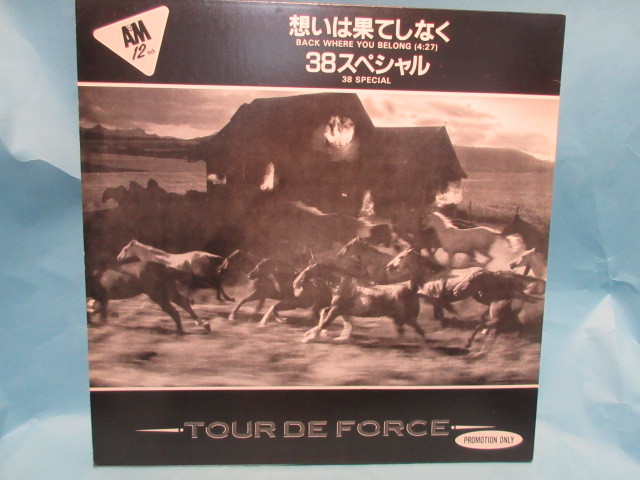 AM
12 inch
想いは果てしなく
BACK WHERE YOU BELONG (4:27)
38スペシャル
38 SPECIAL
TOUR DE FORCE
PROMOTION ONLY